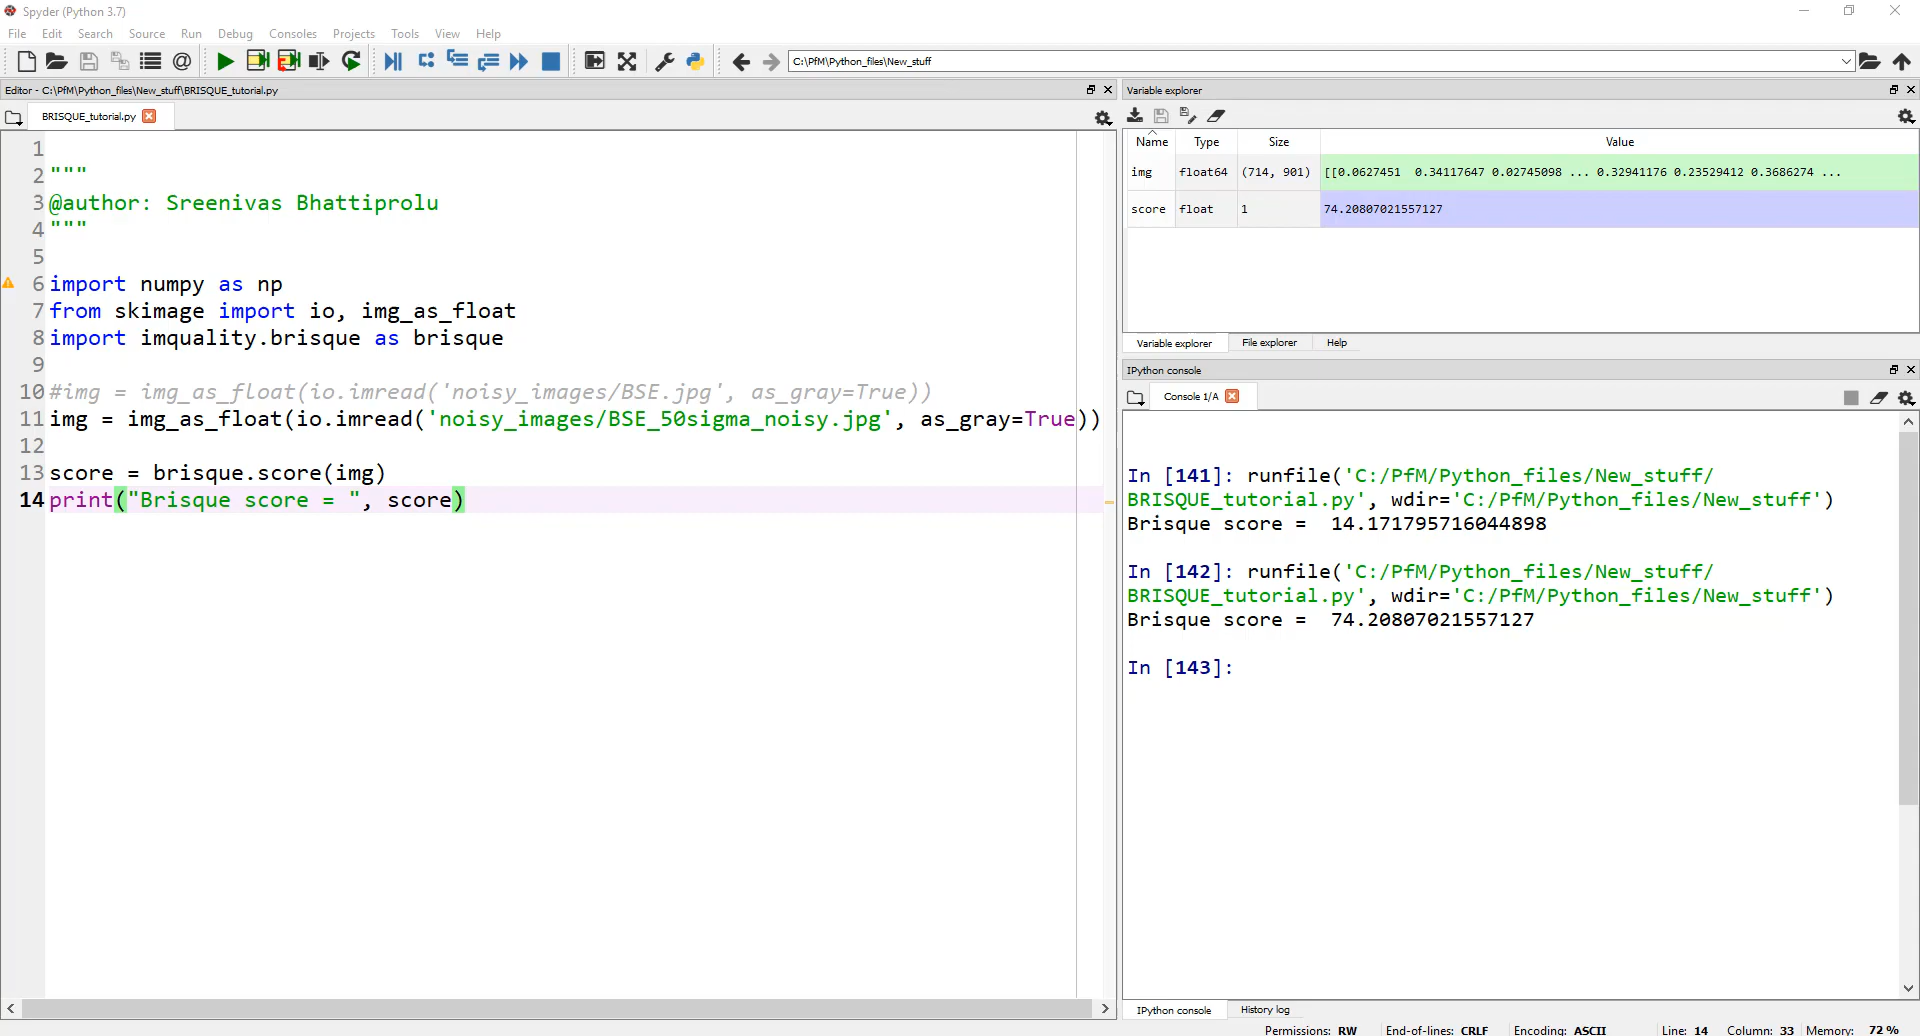 Spyder (Python 3.7)
File Edit Search Source Run Debug Consoles Projects Tools View Help
C:\PfM\Python_files\New_stuff
Editor - C:\PfM\Python_files\New_stuff\BRISQUE_tutorial.py
BRISQUE_tutorial.py
1
2 """
3 @author: Sreenivas Bhattiprolu
4 """
5
6 import numpy as np
7 from skimage import io, img_as_float
8 import imquality.brisque as brisque
9
10 #img = img_as_float(io.imread('noisy_images/BSE.jpg', as_gray=True))
11 img = img_as_float(io.imread('noisy_images/BSE_50sigma_noisy.jpg', as_gray=True))
12
13 score = brisque.score(img)
14 print("Brisque score = ", score)
Variable explorer
Name Type Size Value
img float64 (714, 901) [[0.0627451 0.34117647 0.02745098 ... 0.32941176 0.23529412 0.3686274 ...
score float 1 74.20807021557127
Variable explorer File explorer Help
IPython console
Console 1/A
In [141]: runfile('C:/PfM/Python_files/New_stuff/
BRISQUE_tutorial.py', wdir='C:/PfM/Python_files/New_stuff')
Brisque score =  14.171795716044898
In [142]: runfile('C:/PfM/Python_files/New_stuff/
BRISQUE_tutorial.py', wdir='C:/PfM/Python_files/New_stuff')
Brisque score =  74.20807021557127
In [143]:
IPython console History log
Permissions: RW End-of-lines: CRLF Encoding: ASCII Line: 14 Column: 33 Memory: 72 %